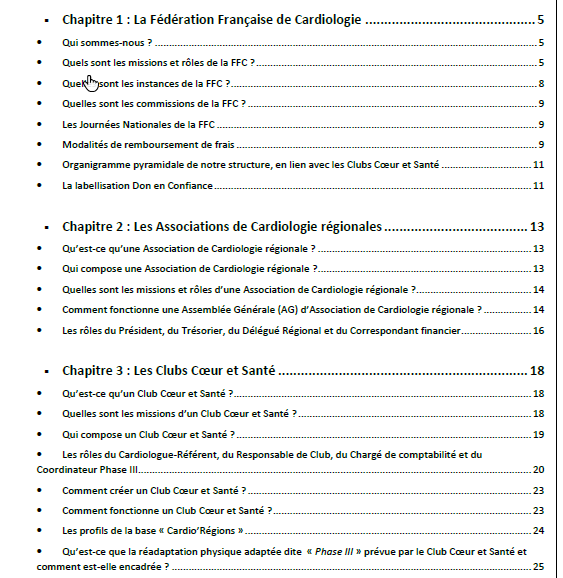 ▪ Chapitre 1 : La Fédération Française de Cardiologie ........ 5
• Qui sommes-nous ? ........ 5
• Quels sont les missions et rôles de la FFC ? ........ 5
• sont les instances de la FFC ? ........ 8
• Quelles sont les commissions de la FFC ? ........ 9
• Les Journées Nationales de la FFC ........ 9
• Modalités de remboursement de frais ........ 9
• Organigramme pyramidale de notre structure, en lien avec les Clubs Cœur et Santé ........ 11
• La labellisation Don en Confiance ........ 11
▪ Chapitre 2 : Les Associations de Cardiologie régionales ........ 13
• Qu'est-ce qu'une Association de Cardiologie régionale ? ........ 13
• Qui compose une Association de Cardiologie régionale ? ........ 13
• Quelles sont les missions et rôles d'une Association de Cardiologie régionale ? ........ 14
• Comment fonctionne une Assemblée Générale (AG) d'Association de Cardiologie régionale ? ........ 14
• Les rôles du Président, du Trésorier, du Délégué Régional et du Correspondant financier ........ 16
▪ Chapitre 3 : Les Clubs Cœur et Santé ........ 18
• Qu'est-ce qu'un Club Cœur et Santé ? ........ 18
• Quelles sont les missions d'un Club Cœur et Santé ? ........ 18
• Qui compose un Club Cœur et Santé ? ........ 19
• Les rôles du Cardiologue-Référent, du Responsable de Club, du Chargé de comptabilité et du
Coordinateur Phase III ........ 20
• Comment créer un Club Cœur et Santé ? ........ 23
• Comment fonctionne un Club Cœur et Santé ? ........ 23
• Les profils de la base « Cardio'Régions » ........ 24
• Qu'est-ce que la réadaptation physique adaptée dite « Phase III » prévue par le Club Cœur et Santé et
comment est-elle encadrée ? ........ 25